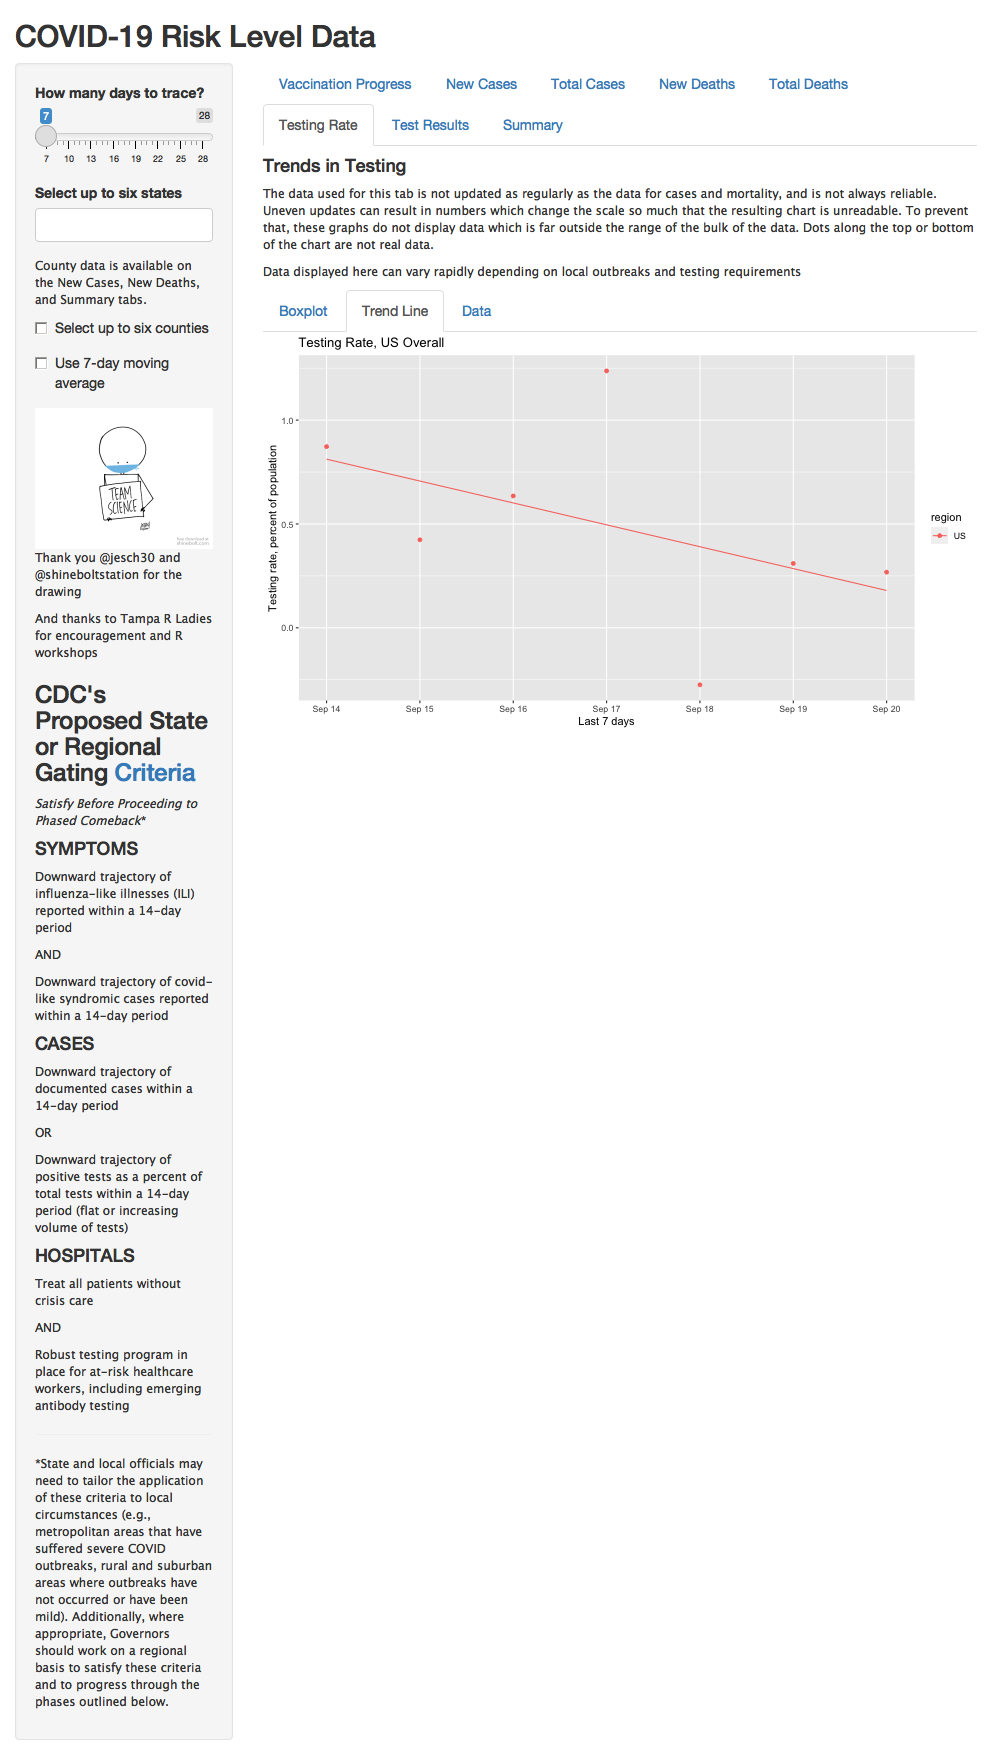 COVID-19 Risk Level Data
How many days to trace?
7
28
7 10 13 16 19 22 25 28
Select up to six states
County data is available on
the New Cases, New Deaths,
and Summary tabs.
Select up to six counties
Use 7-day moving
average
TEAM
SCIENCE
Thank you @jesch30 and
@shineboltstation for the
drawing
And thanks to Tampa R Ladies
for encouragement and R
workshops
CDC's
Proposed State
or Regional
Gating Criteria
Satisfy Before Proceeding to
Phased Comeback*
SYMPTOMS
Downward trajectory of
influenza-like illnesses (ILI)
reported within a 14-day
period
AND
Downward trajectory of covid-
like syndromic cases reported
within a 14-day period
CASES
Downward trajectory of
documented cases within a
14-day period
OR
Downward trajectory of
positive tests as a percent of
total tests within a 14-day
period (flat or increasing
volume of tests)
HOSPITALS
Treat all patients without
crisis care
AND
Robust testing program in
place for at-risk healthcare
workers, including emerging
antibody testing
*State and local officials may
need to tailor the application
of these criteria to local
circumstances (e.g.,
metropolitan areas that have
suffered severe COVID
outbreaks, rural and suburban
areas where outbreaks have
not occurred or have been
mild). Additionally, where
appropriate, Governors
should work on a regional
basis to satisfy these criteria
and to progress through the
phases outlined below.
Vaccination Progress New Cases Total Cases New Deaths Total Deaths
Testing Rate Test Results Summary
Trends in Testing
The data used for this tab is not updated as regularly as the data for cases and mortality, and is not always reliable.
Uneven updates can result in numbers which change the scale so much that the resulting chart is unreadable. To prevent
that, these graphs do not display data which is far outside the range of the bulk of the data. Dots along the top or bottom
of the chart are not real data.
Data displayed here can vary rapidly depending on local outbreaks and testing requirements
Boxplot Trend Line Data
Testing Rate, US Overall
Testing rate, percent of population
1.0
0.5
0.0
Sep 14 Sep 15 Sep 16 Sep 17 Sep 18 Sep 19 Sep 20
Last 7 days
region
US